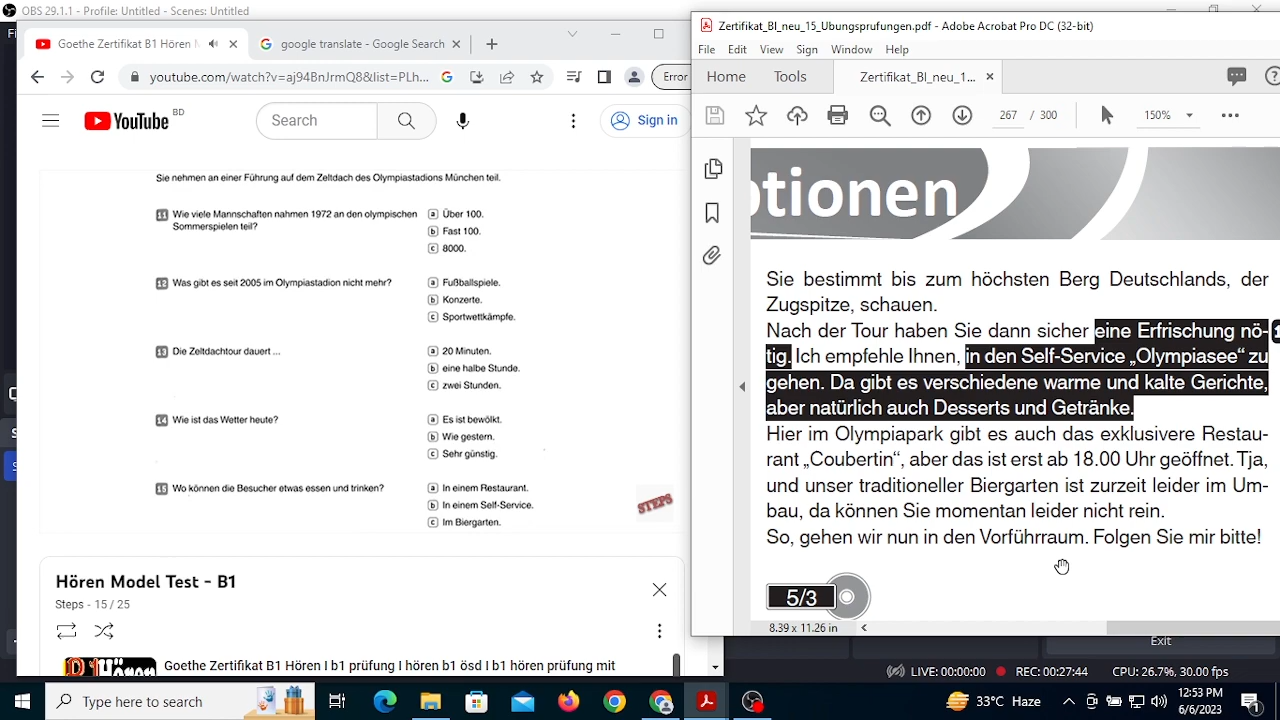 OBS 29.1.1 - Profile: Untitled - Scenes: Untitled
Goethe Zertifikat B1 Hören
google translate - Google Search
youtube.com/watch?v=aj94BnJrmQ8&list=PLh...
Error
YouTube BD
Search
Sign in
Sie nehmen an einer Führung auf dem Zeltdach des Olympiastadions München teil.
11 Wie viele Mannschaften nahmen 1972 an den olympischen
Sommerspielen teil?
a Über 100.
b Fast 100.
c 8000.
12 Was gibt es seit 2005 im Olympiastadion nicht mehr?
a Fußballspiele.
b Konzerte.
c Sportwettkämpfe.
13 Die Zeltdachtour dauert ...
a 20 Minuten.
b eine halbe Stunde.
c zwei Stunden.
14 Wie ist das Wetter heute?
a Es ist bewölkt.
b Wie gestern.
c Sehr günstig.
15 Wo können die Besucher etwas essen und trinken?
a In einem Restaurant.
b In einem Self-Service.
c Im Biergarten.
STEPS
Hören Model Test - B1
Steps - 15 / 25
B1 Hören
Goethe Zertifikat B1 Hören I b1 prüfung I hören b1 ösd I b1 hören prüfung mit
Zertifikat_BI_neu_15_Ubungsprufungen.pdf - Adobe Acrobat Pro DC (32-bit)
File Edit View Sign Window Help
Home Tools Zertifikat_BI_neu_1...
267 / 300 150%
ptionen
Sie bestimmt bis zum höchsten Berg Deutschlands, der
Zugspitze, schauen.
Nach der Tour haben Sie dann sicher eine Erfrischung nö-
tig. Ich empfehle Ihnen, in den Self-Service „Olympiasee“ zu
gehen. Da gibt es verschiedene warme und kalte Gerichte,
aber natürlich auch Desserts und Getränke.
Hier im Olympiapark gibt es auch das exklusivere Restau-
rant „Coubertin“, aber das ist erst ab 18.00 Uhr geöffnet. Tja,
und unser traditioneller Biergarten ist zurzeit leider im Um-
bau, da können Sie momentan leider nicht rein.
So, gehen wir nun in den Vorführraum. Folgen Sie mir bitte!
5/3
8.39 x 11.26 in
Exit
LIVE: 00:00:00 REC: 00:27:44 CPU: 26.7%, 30.00 fps
Type here to search
33°C Haze
12:53 PM
6/6/2023
1